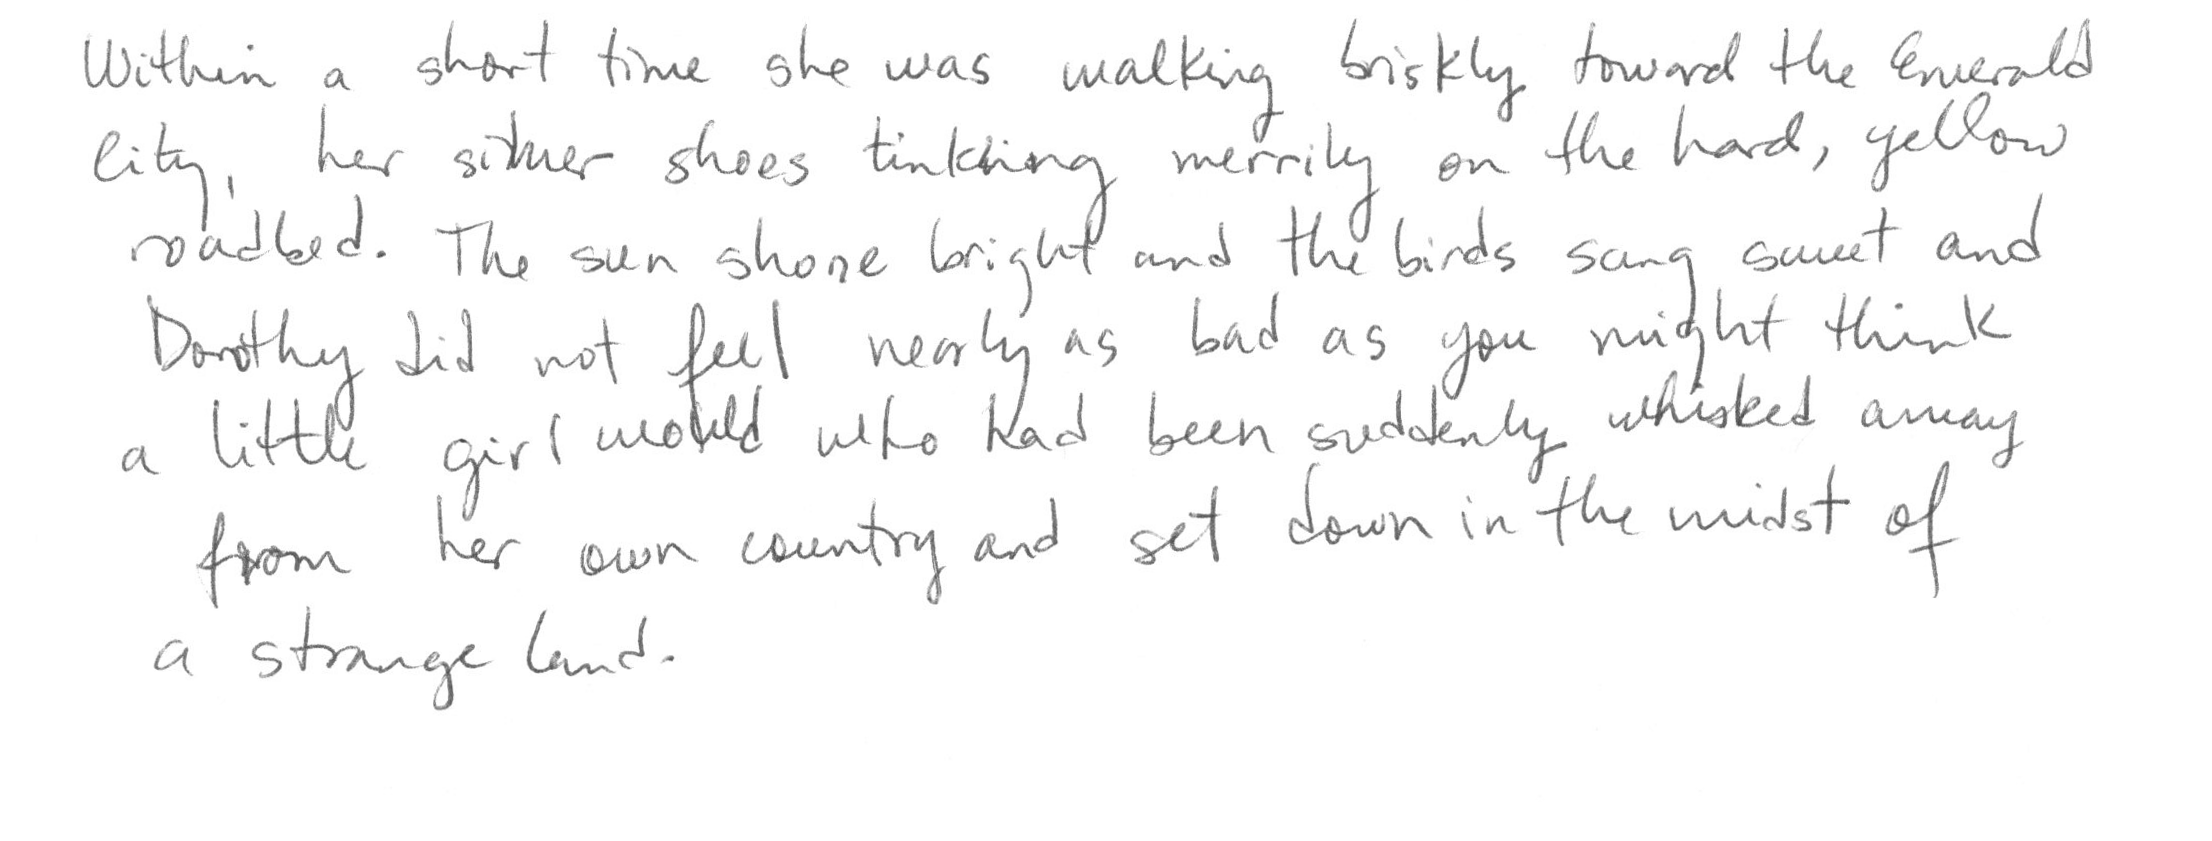 Within a short time she was walking briskly toward the Emerald
City, her silver shoes tinkling merrily on the hard, yellow
roadbed. The sun shone bright and the birds sang sweet and
Dorothy did not feel nearly as bad as you might think
a little girl would who had been suddenly whisked away
from her own country and set down in the midst of
a strange land.